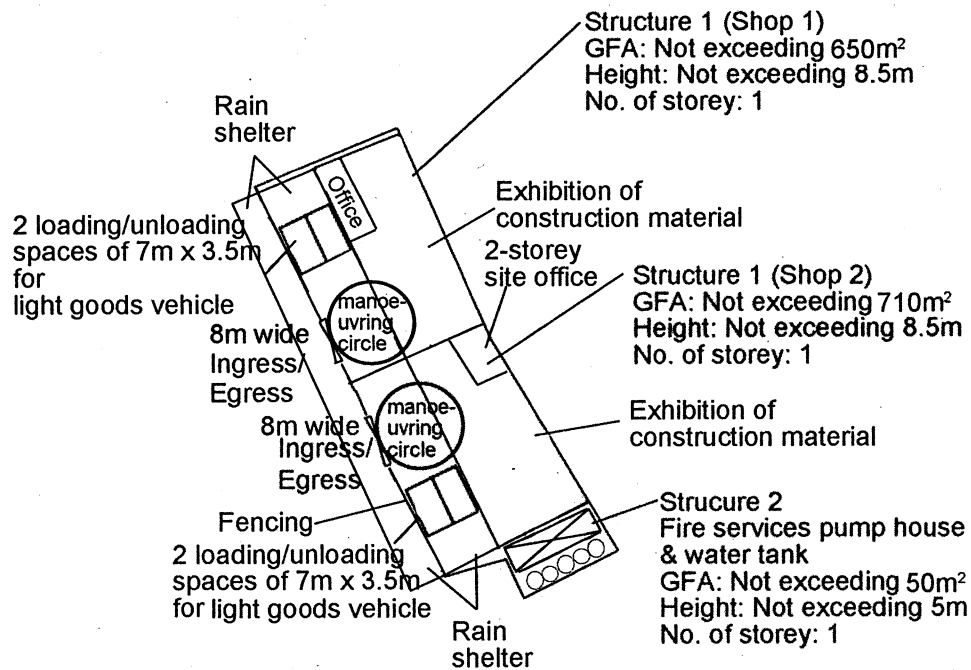 Structure 1 (Shop 1)
GFA: Not exceeding 650m²
Height: Not exceeding 8.5m
No. of storey: 1
Rain
shelter
Office
Exhibition of
construction material
2 loading/unloading
spaces of 7m x 3.5m
for
light goods vehicle
2-storey
site office
Structure 1 (Shop 2)
GFA: Not exceeding 710m²
Height: Not exceeding 8.5m
No. of storey: 1
manoe-
uvring
circle
8m wide
Ingress/
Egress
manoe-
uvring
circle
8m wide
Ingress/
Egress
Exhibition of
construction material
Fencing
2 loading/unloading
spaces of 7m x 3.5m
for light goods vehicle
Rain
shelter
Strucure 2
Fire services pump house
& water tank
GFA: Not exceeding 50m²
Height: Not exceeding 5m
No. of storey: 1